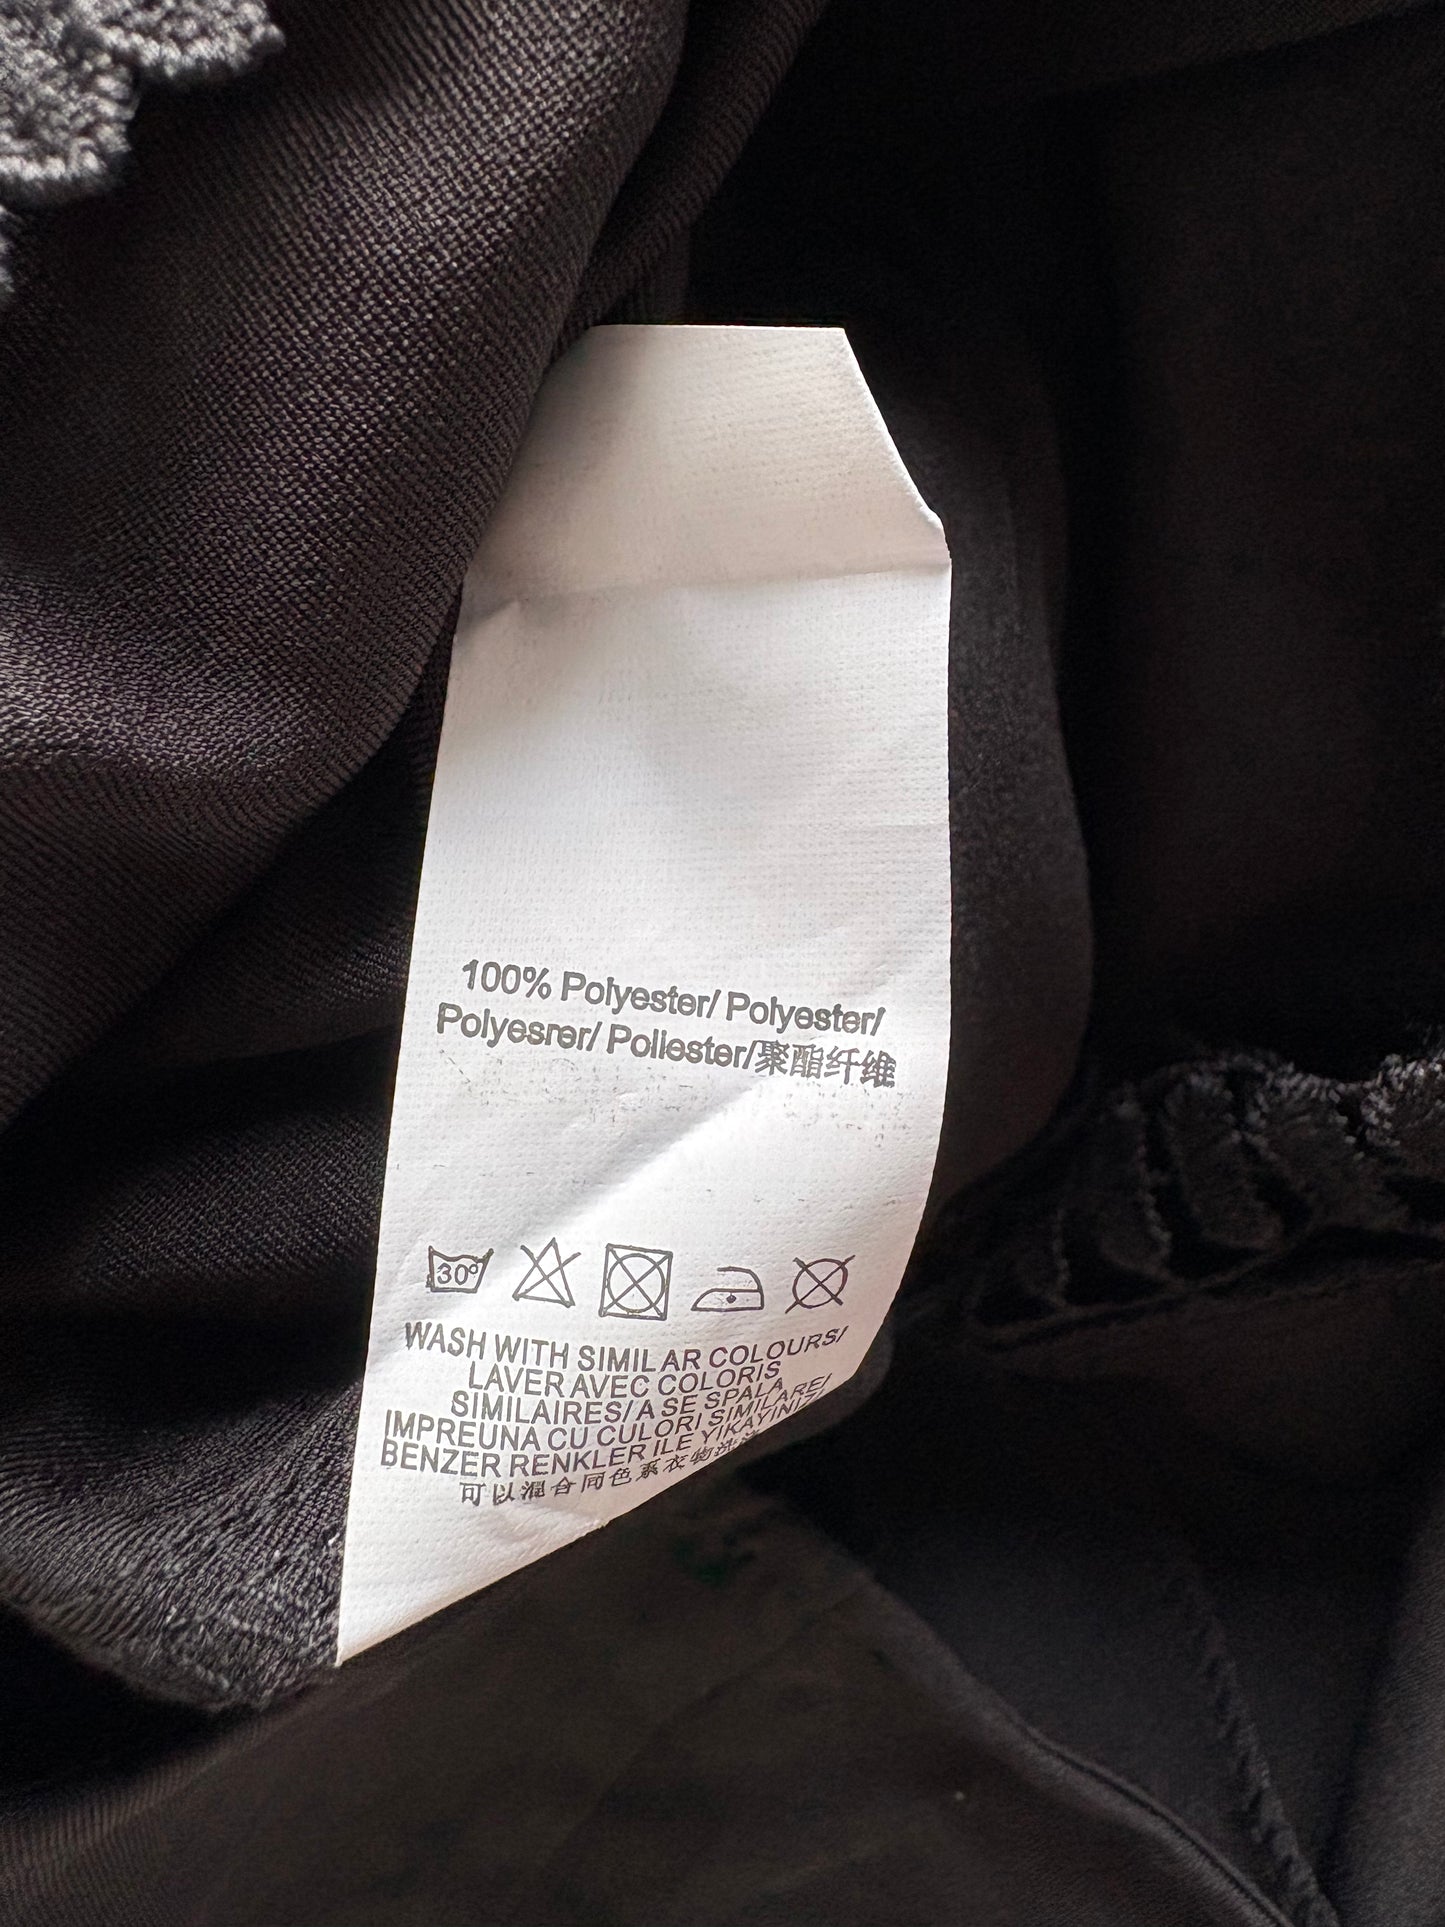 100% Polyester/ Polyester/
Polyesrer/ Poliester/聚酯纤维
30°
WASH WITH SIMIL AR COLOURS/
LAVER AVEC COLORIS
SIMILAIRES/ A SE SPALA
IMPREUNA CU CULORI SIMILARE/
BENZER RENKLER ILE YIKAYINIZ/
可以混合同色系衣物洗涤